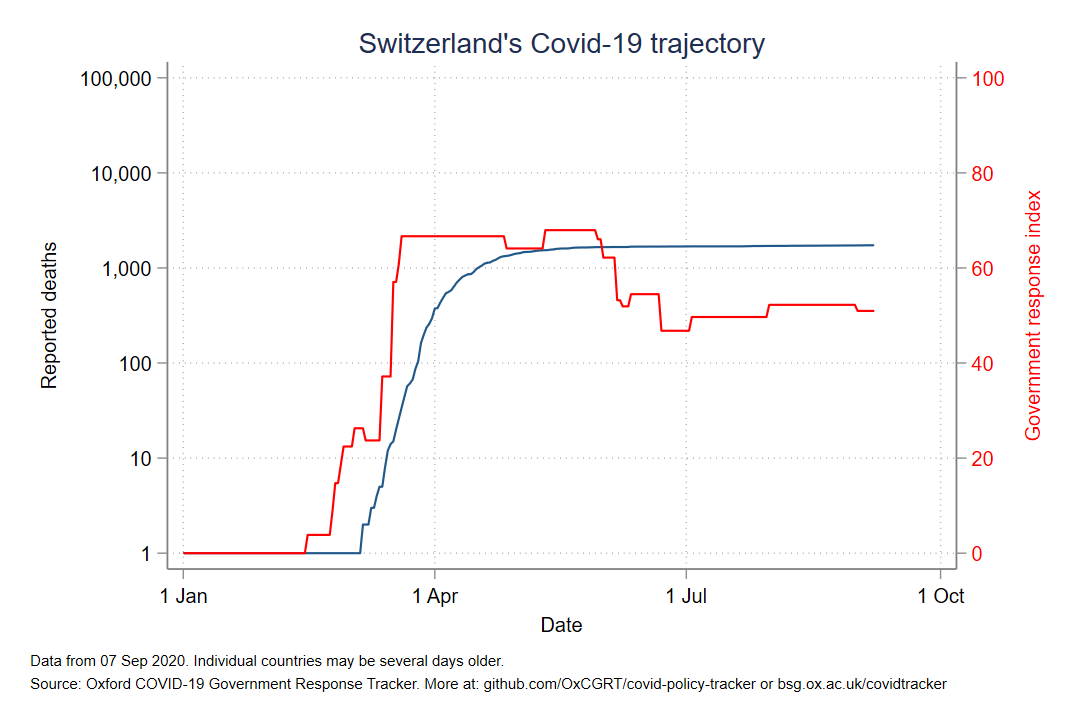 Switzerland's Covid-19 trajectory
100,000
10,000
1,000
100
10
1
Reported deaths
100
80
60
40
20
0
Government response index
1 Jan
1 Apr
1 Jul
1 Oct
Date
Data from 07 Sep 2020. Individual countries may be several days older.
Source: Oxford COVID-19 Government Response Tracker. More at: github.com/OxCGRT/covid-policy-tracker or bsg.ox.ac.uk/covidtracker